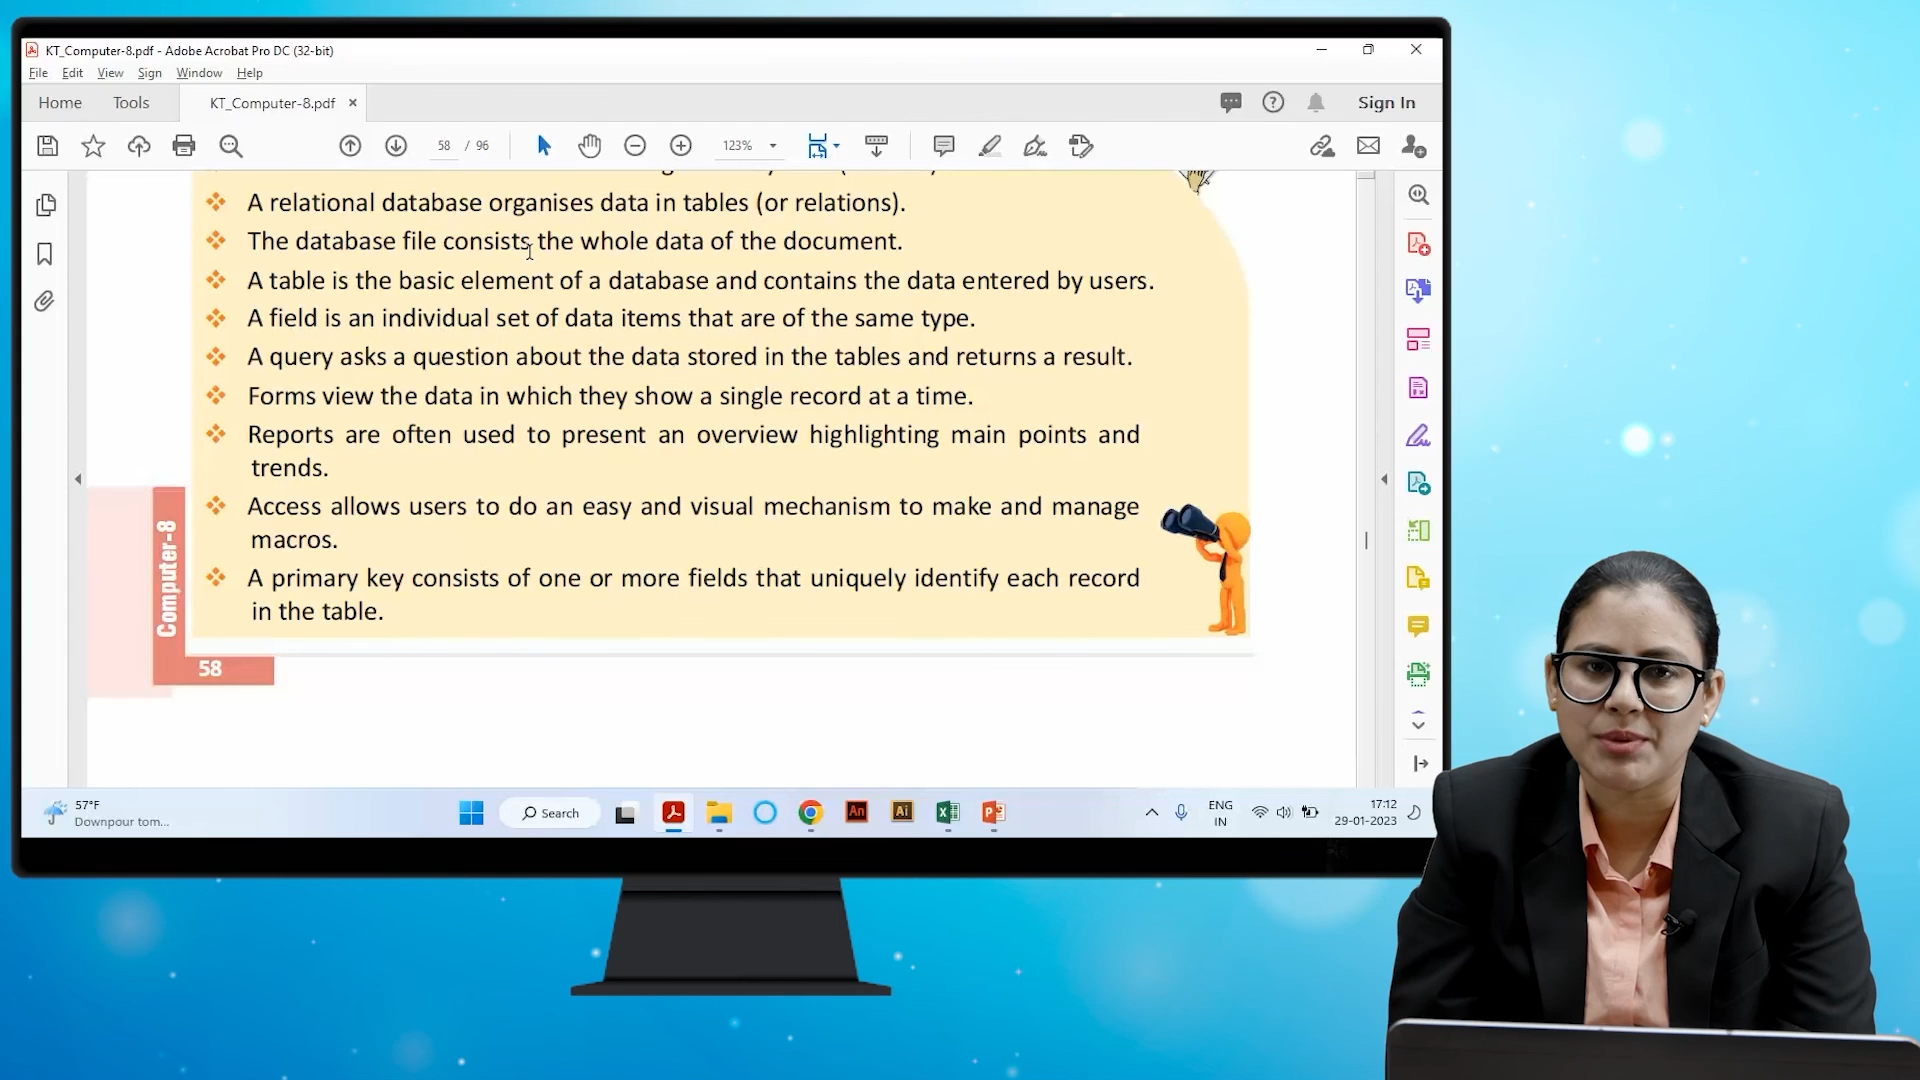 KT_Computer-8.pdf - Adobe Acrobat Pro DC (32-bit)
File Edit View Sign Window Help
Home Tools KT_Computer-8.pdf Sign In
58 / 96 123%
A relational database organises data in tables (or relations).
The database file consists the whole data of the document.
A table is the basic element of a database and contains the data entered by users.
A field is an individual set of data items that are of the same type.
A query asks a question about the data stored in the tables and returns a result.
Forms view the data in which they show a single record at a time.
Reports are often used to present an overview highlighting main points and
trends.
Access allows users to do an easy and visual mechanism to make and manage
macros.
A primary key consists of one or more fields that uniquely identify each record
in the table.
Computer-8
58
57°F
Downpour tom...
Search
An
Ai
ENG
IN
17:12
29-01-2023